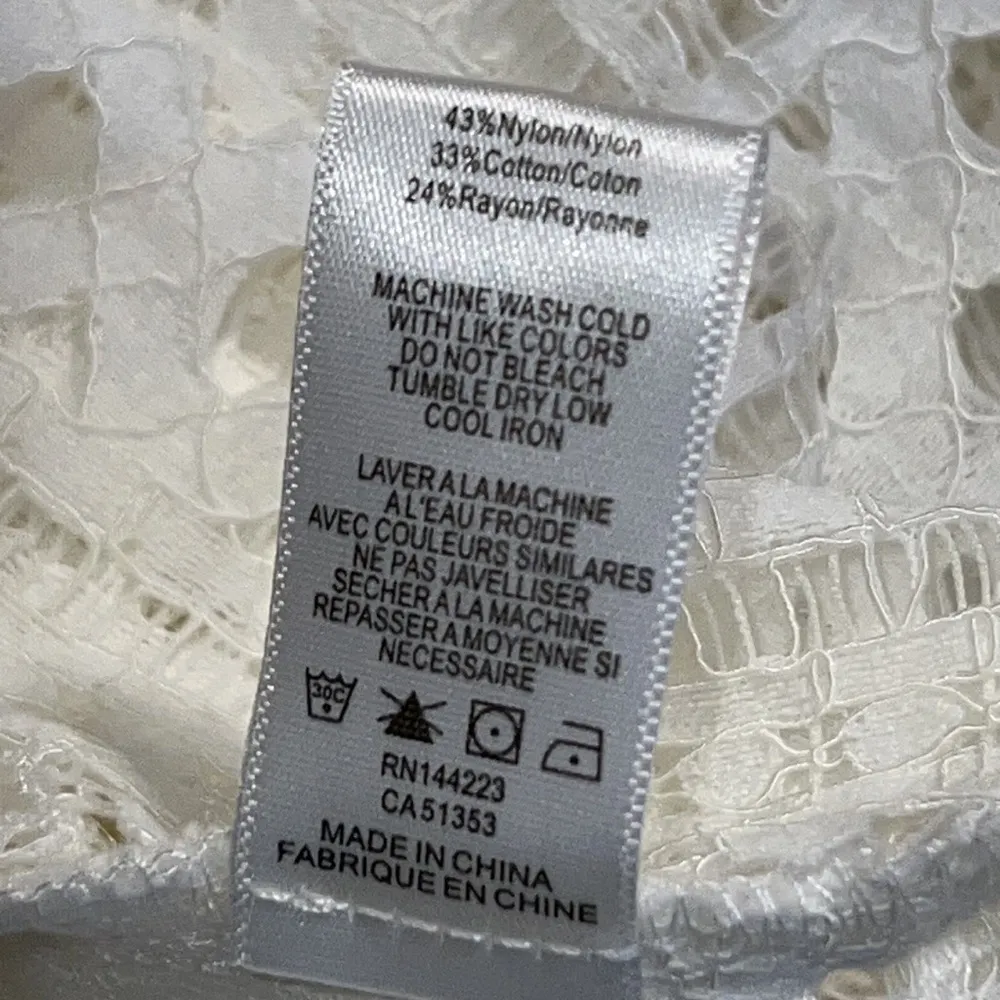 43%Nylon/Nylon
33%Cotton/Coton
24%Rayon/Rayonne
MACHINE WASH COLD
WITH LIKE COLORS
DO NOT BLEACH
TUMBLE DRY LOW
COOL IRON
LAVER A LA MACHINE
A L'EAU FROIDE
AVEC COULEURS SIMILARES
NE PAS JAVELLISER
SECHER A LA MACHINE
REPASSER A MOYENNE SI
NECESSAIRE
30C
RN144223
CA51353
MADE IN CHINA
FABRIQUE EN CHINE